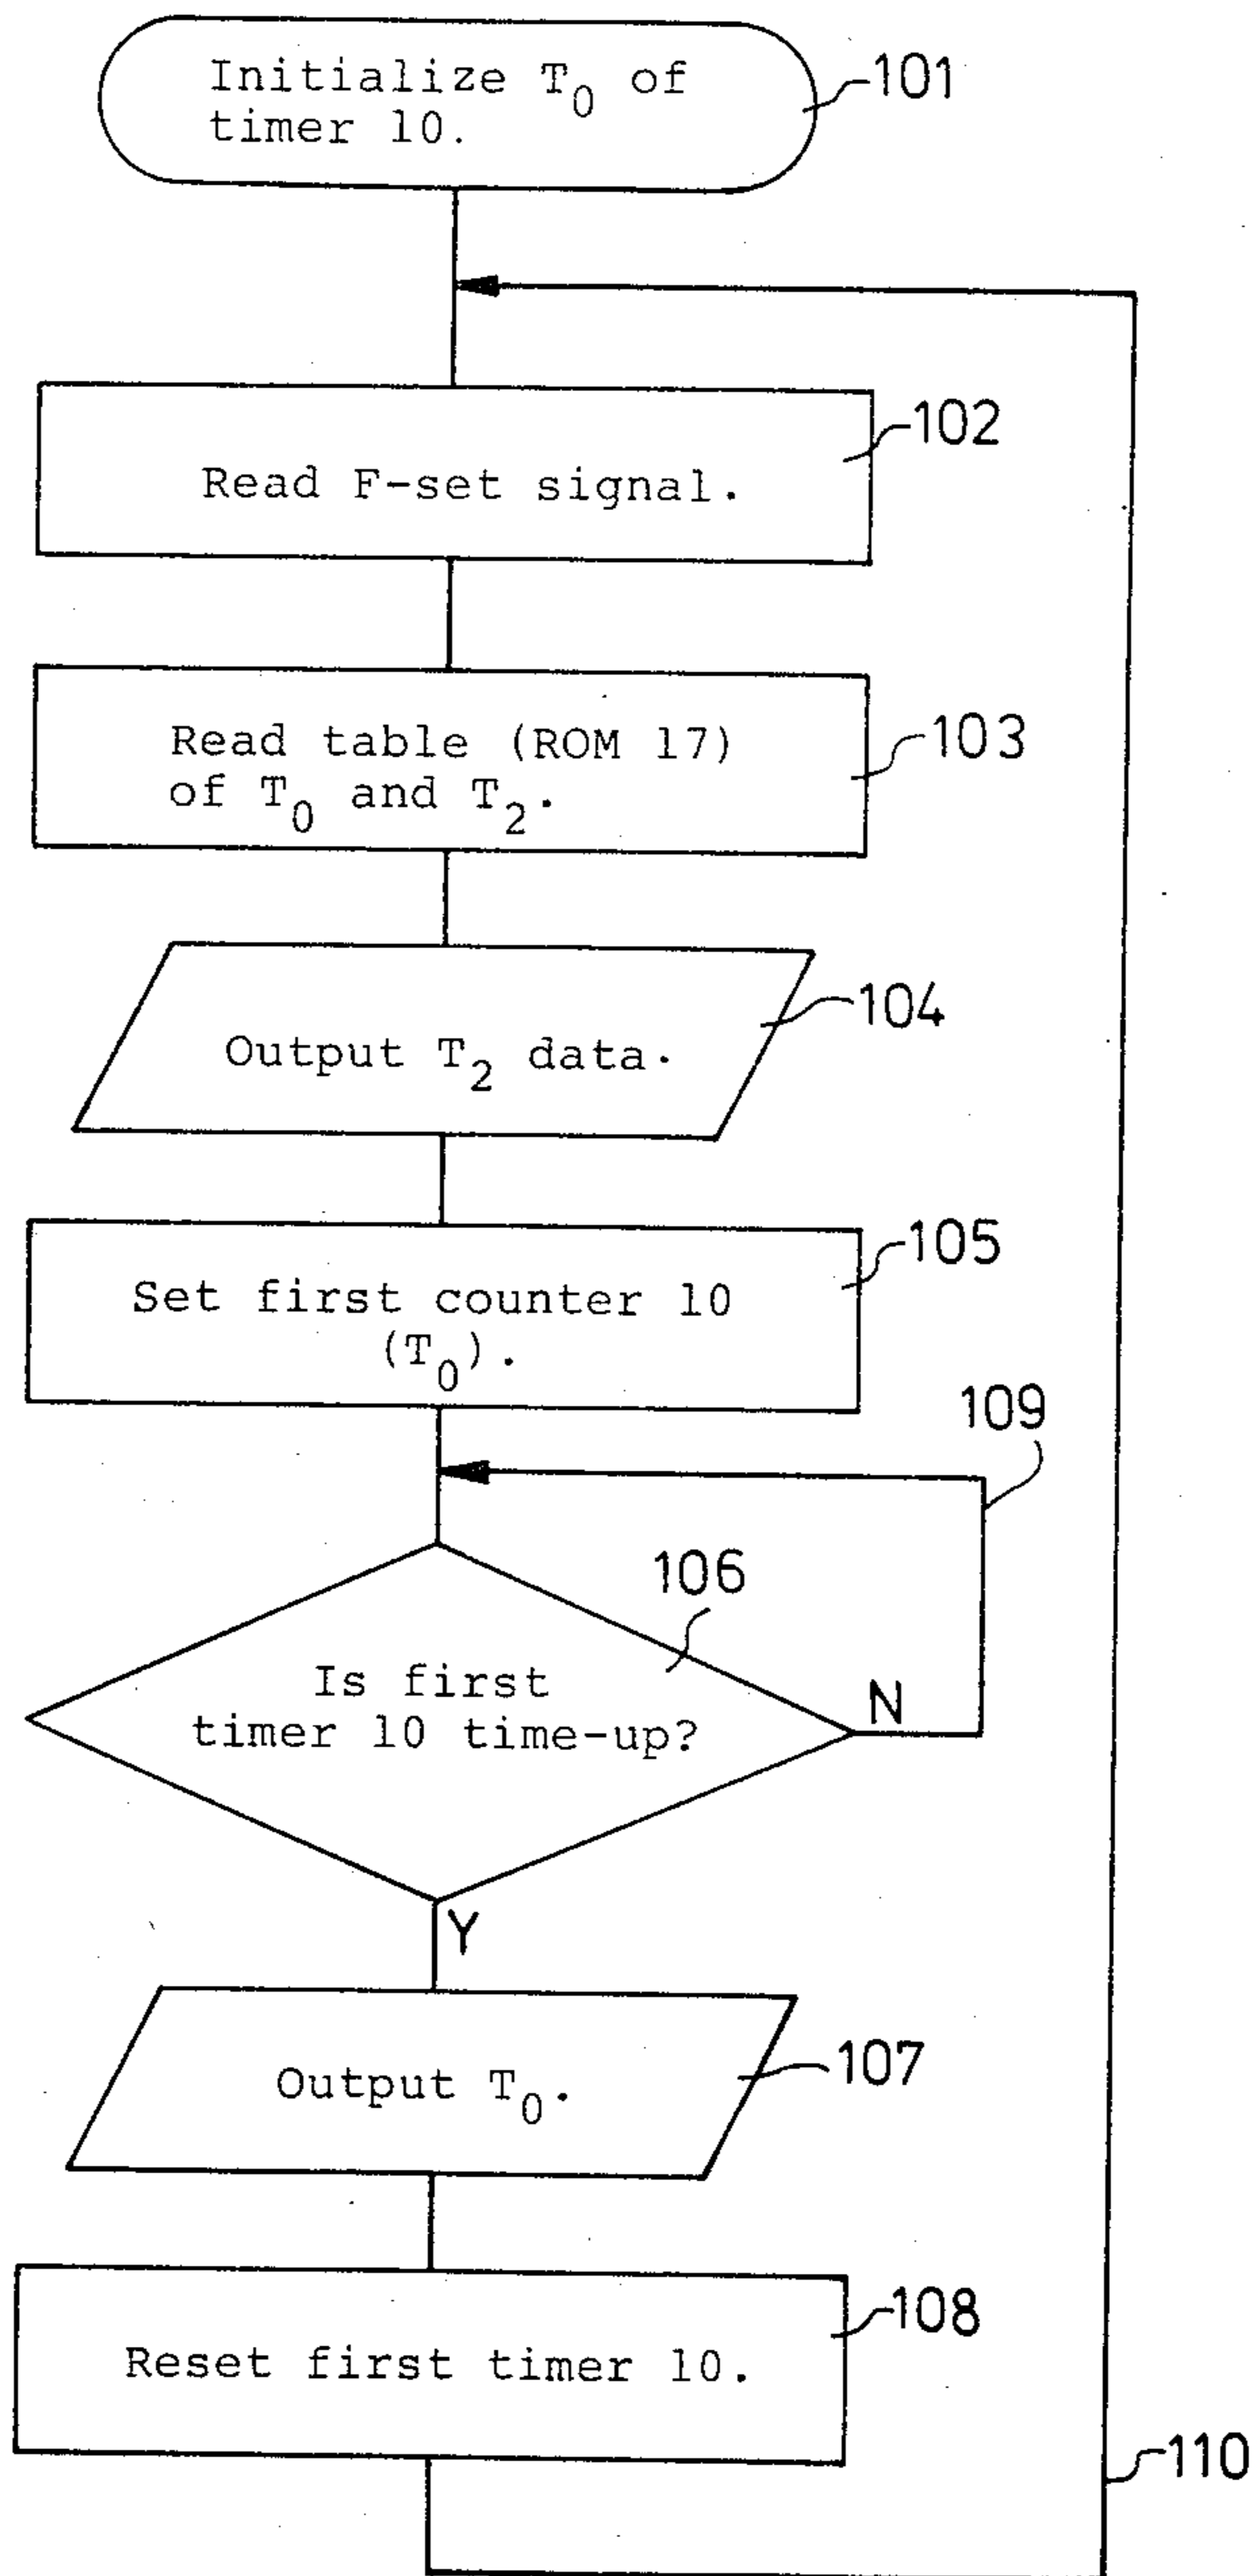 Initialize T0 of
timer 10.
101
Read F-set signal.
102
Read table (ROM 17)
of T0 and T2.
103
Output T2 data.
104
Set first counter 10
(T0).
105
109
106
Is first
timer 10 time-up?
N
Y
Output T0.
107
Reset first timer 10.
108
110